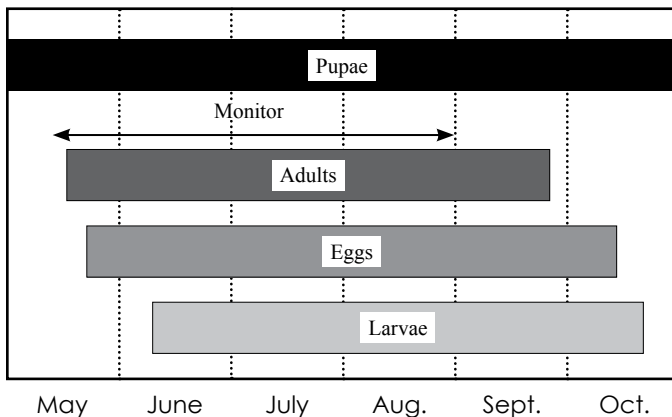 Pupae
Monitor
Adults
Eggs
Larvae
May June July Aug. Sept. Oct.